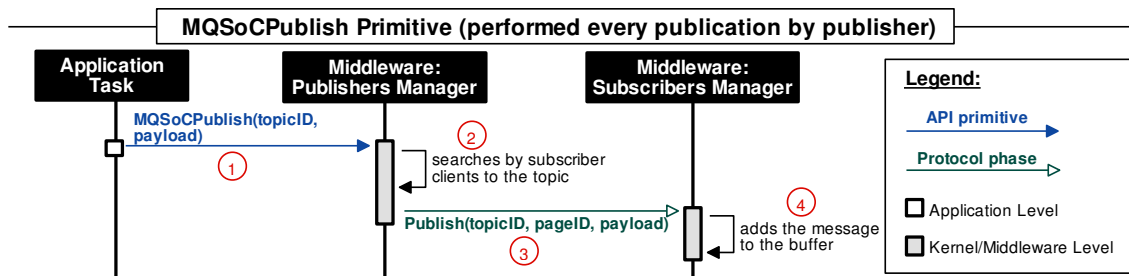 MQSoCPublish Primitive (performed every publication by publisher)
Application
Task
Middleware:
Publishers Manager
Middleware:
Subscribers Manager
MQSoCPublish(topicID,
payload)
1
2
searches by subscriber
clients to the topic
Publish(topicID, pageID, payload)
3
4
adds the message
to the buffer
Legend:
API primitive
Protocol phase
Application Level
Kernel/Middleware Level